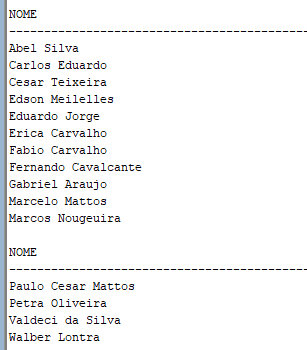 NOME
--------------------------------------------
Abel Silva
Carlos Eduardo
Cesar Teixeira
Edson Meilelles
Eduardo Jorge
Erica Carvalho
Fabio Carvalho
Fernando Cavalcante
Gabriel Araujo
Marcelo Mattos
Marcos Nougeuira
NOME
--------------------------------------------
Paulo Cesar Mattos
Petra Oliveira
Valdeci da Silva
Walber Lontra